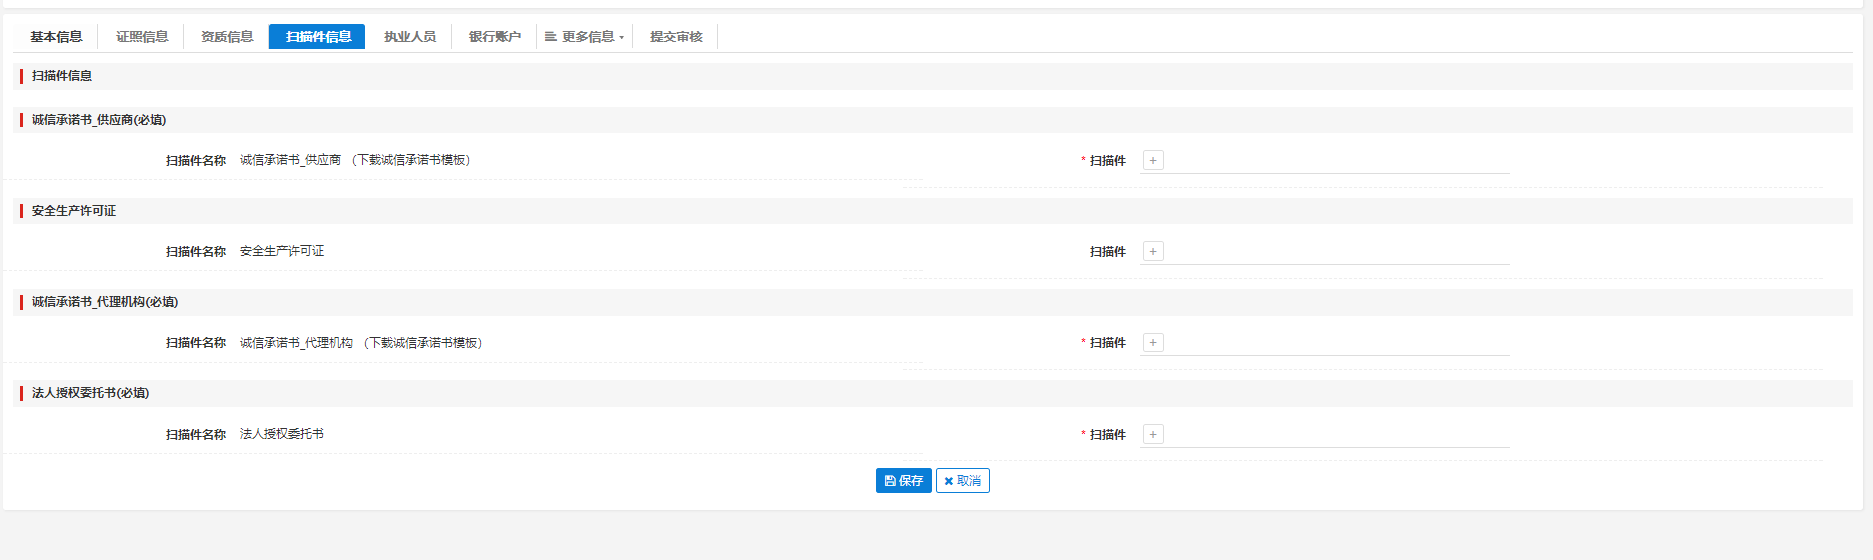 基本信息 证照信息 资质信息 扫描件信息 执业人员 银行账户 更多信息 提交审核
扫描件信息
诚信承诺书_供应商(必填)
扫描件名称 诚信承诺书_供应商 （下载诚信承诺书模板） * 扫描件 +
安全生产许可证
扫描件名称 安全生产许可证 扫描件 +
诚信承诺书_代理机构(必填)
扫描件名称 诚信承诺书_代理机构 （下载诚信承诺书模板） * 扫描件 +
法人授权委托书(必填)
扫描件名称 法人授权委托书 * 扫描件 +
保存 取消